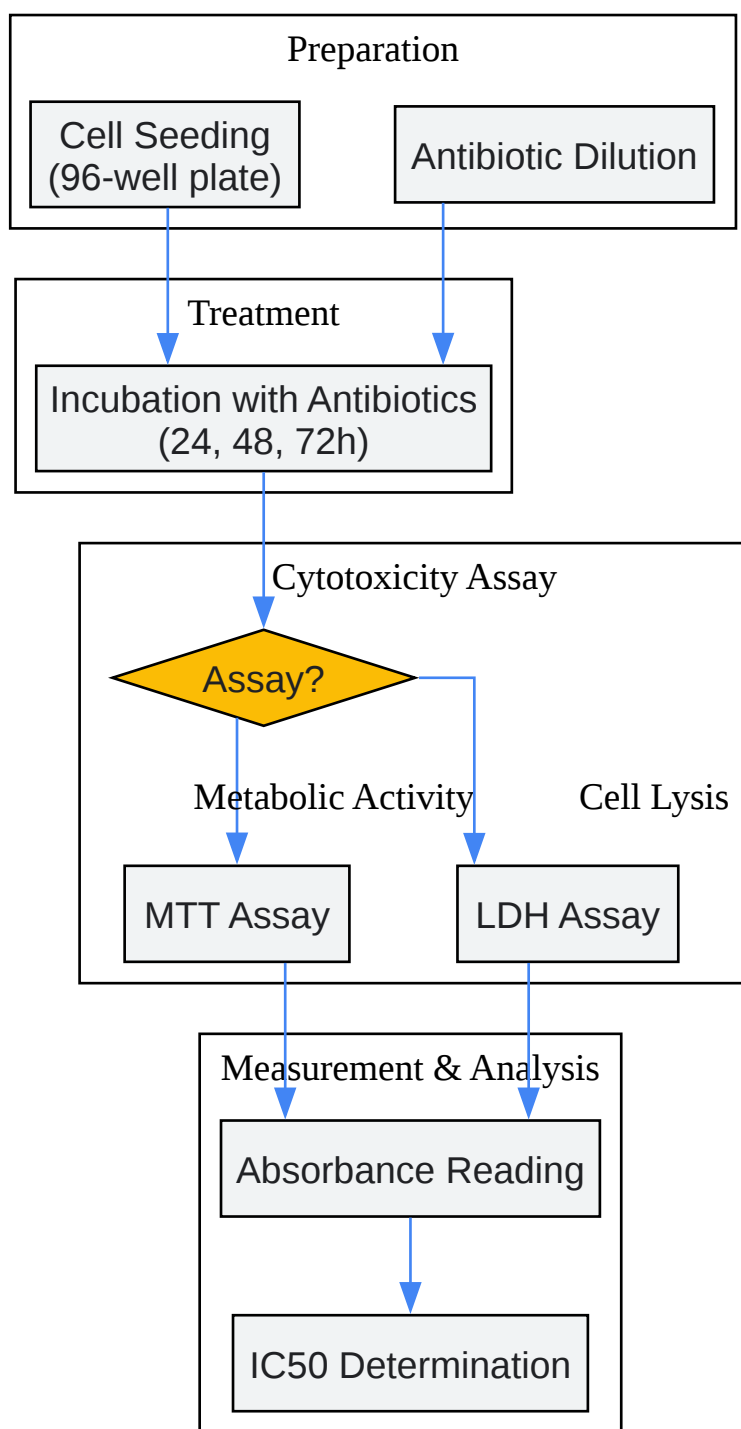 Preparation
Cell Seeding
(96-well plate)
Antibiotic Dilution
Treatment
Incubation with Antibiotics
(24, 48, 72h)
Cytotoxicity Assay
Assay?
Metabolic Activity
Cell Lysis
MTT Assay
LDH Assay
Measurement & Analysis
Absorbance Reading
IC50 Determination